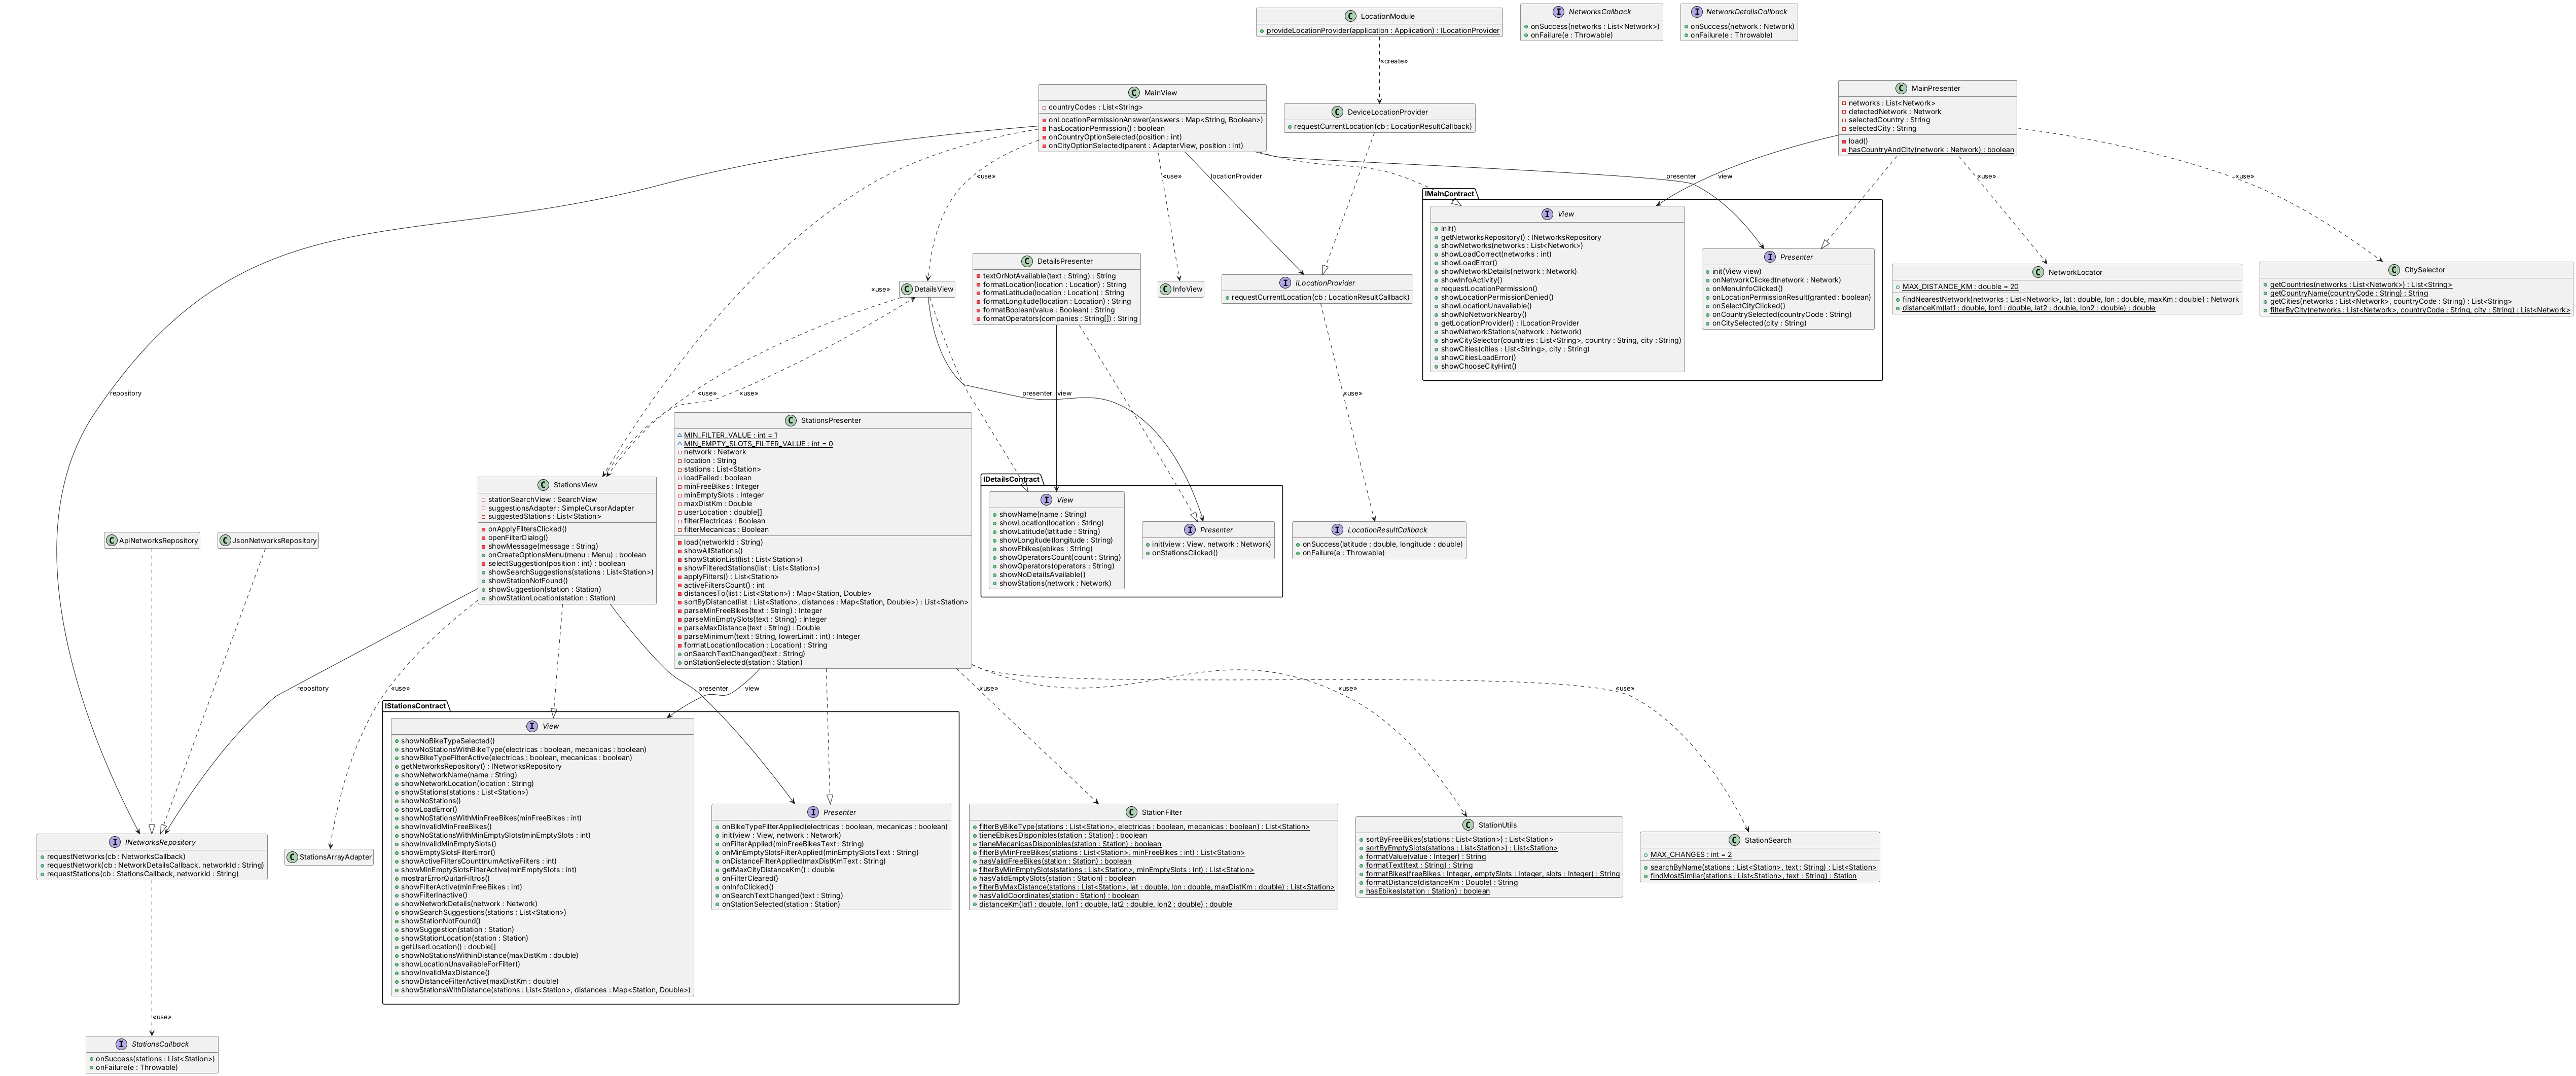 LocationModule
provideLocationProvider(application : Application) : ILocationProvider
NetworksCallback
onSuccess(networks : List<Network>)
onFailure(e : Throwable)
NetworkDetailsCallback
onSuccess(network : Network)
onFailure(e : Throwable)
«create»
MainView
countryCodes : List<String>
onLocationPermissionAnswer(answers : Map<String, Boolean>)
hasLocationPermission() : boolean
onCountryOptionSelected(position : int)
onCityOptionSelected(parent : AdapterView, position : int)
DeviceLocationProvider
requestCurrentLocation(cb : LocationResultCallback)
MainPresenter
networks : List<Network>
detectedNetwork : Network
selectedCountry : String
selectedCity : String
load()
hasCountryAndCity(network : Network) : boolean
«use»
«use»
locationProvider
presenter
view
«use»
«use»
IMainContract
View
init()
getNetworksRepository() : INetworksRepository
showNetworks(networks : List<Network>)
showLoadCorrect(networks : int)
showLoadError()
showNetworkDetails(network : Network)
showInfoActivity()
requestLocationPermission()
showLocationPermissionDenied()
showLocationUnavailable()
showNoNetworkNearby()
getLocationProvider() : ILocationProvider
showNetworkStations(network : Network)
showCitySelector(countries : List<String>, country : String, city : String)
showCities(cities : List<String>, city : String)
showCitiesLoadError()
showChooseCityHint()
Presenter
init(View view)
onNetworkClicked(network : Network)
onMenuInfoClicked()
onLocationPermissionResult(granted : boolean)
onSelectCityClicked()
onCountrySelected(countryCode : String)
onCitySelected(city : String)
NetworkLocator
MAX_DISTANCE_KM : double = 20
findNearestNetwork(networks : List<Network>, lat : double, lon : double, maxKm : double) : Network
distanceKm(lat1 : double, lon1 : double, lat2 : double, lon2 : double) : double
CitySelector
getCountries(networks : List<Network>) : List<String>
getCountryName(countryCode : String) : String
getCities(networks : List<Network>, countryCode : String) : List<String>
filterByCity(networks : List<Network>, countryCode : String, city : String) : List<Network>
DetailsPresenter
textOrNotAvailable(text : String) : String
formatLocation(location : Location) : String
formatLatitude(location : Location) : String
formatLongitude(location : Location) : String
formatBoolean(value : Boolean) : String
formatOperators(companies : String[]) : String
DetailsView
InfoView
ILocationProvider
requestCurrentLocation(cb : LocationResultCallback)
«use»
repository
«use»
«use»
presenter
view
«use»
StationsPresenter
MIN_FILTER_VALUE : int = 1
MIN_EMPTY_SLOTS_FILTER_VALUE : int = 0
network : Network
location : String
stations : List<Station>
loadFailed : boolean
minFreeBikes : Integer
minEmptySlots : Integer
maxDistKm : Double
userLocation : double[]
filterElectricas : Boolean
filterMecanicas : Boolean
load(networkId : String)
showAllStations()
showStationList(list : List<Station>)
showFilteredStations(list : List<Station>)
applyFilters() : List<Station>
activeFiltersCount() : int
distancesTo(list : List<Station>) : Map<Station, Double>
sortByDistance(list : List<Station>, distances : Map<Station, Double>) : List<Station>
parseMinFreeBikes(text : String) : Integer
parseMinEmptySlots(text : String) : Integer
parseMaxDistance(text : String) : Double
parseMinimum(text : String, lowerLimit : int) : Integer
formatLocation(location : Location) : String
onSearchTextChanged(text : String)
onStationSelected(station : Station)
StationsView
stationSearchView : SearchView
suggestionsAdapter : SimpleCursorAdapter
suggestedStations : List<Station>
onApplyFiltersClicked()
openFilterDialog()
showMessage(message : String)
onCreateOptionsMenu(menu : Menu) : boolean
selectSuggestion(position : int) : boolean
showSearchSuggestions(stations : List<Station>)
showStationNotFound()
showSuggestion(station : Station)
showStationLocation(station : Station)
IDetailsContract
View
showName(name : String)
showLocation(location : String)
showLatitude(latitude : String)
showLongitude(longitude : String)
showEbikes(ebikes : String)
showOperatorsCount(count : String)
showOperators(operators : String)
showNoDetailsAvailable()
showStations(network : Network)
Presenter
init(view : View, network : Network)
onStationsClicked()
LocationResultCallback
onSuccess(latitude : double, longitude : double)
onFailure(e : Throwable)
ApiNetworksRepository
JsonNetworksRepository
repository
«use»
presenter
view
«use»
«use»
«use»
IStationsContract
View
showNoBikeTypeSelected()
showNoStationsWithBikeType(electricas : boolean, mecanicas : boolean)
showBikeTypeFilterActive(electricas : boolean, mecanicas : boolean)
getNetworksRepository() : INetworksRepository
showNetworkName(name : String)
showNetworkLocation(location : String)
showStations(stations : List<Station>)
showNoStations()
showLoadError()
showNoStationsWithMinFreeBikes(minFreeBikes : int)
showInvalidMinFreeBikes()
showNoStationsWithMinEmptySlots(minEmptySlots : int)
showInvalidMinEmptySlots()
showEmptySlotsFilterError()
showActiveFiltersCount(numActiveFilters : int)
showMinEmptySlotsFilterActive(minEmptySlots : int)
mostrarErrorQuitarFiltros()
showFilterActive(minFreeBikes : int)
showFilterInactive()
showNetworkDetails(network : Network)
showSearchSuggestions(stations : List<Station>)
showStationNotFound()
showSuggestion(station : Station)
showStationLocation(station : Station)
getUserLocation() : double[]
showNoStationsWithinDistance(maxDistKm : double)
showLocationUnavailableForFilter()
showInvalidMaxDistance()
showDistanceFilterActive(maxDistKm : double)
showStationsWithDistance(stations : List<Station>, distances : Map<Station, Double>)
Presenter
onBikeTypeFilterApplied(electricas : boolean, mecanicas : boolean)
init(view : View, network : Network)
onFilterApplied(minFreeBikesText : String)
onMinEmptySlotsFilterApplied(minEmptySlotsText : String)
onDistanceFilterApplied(maxDistKmText : String)
getMaxCityDistanceKm() : double
onFilterCleared()
onInfoClicked()
onSearchTextChanged(text : String)
onStationSelected(station : Station)
StationFilter
filterByBikeType(stations : List<Station>, electricas : boolean, mecanicas : boolean) : List<Station>
tieneEbikesDisponibles(station : Station) : boolean
tieneMecanicasDisponibles(station : Station) : boolean
filterByMinFreeBikes(stations : List<Station>, minFreeBikes : int) : List<Station>
hasValidFreeBikes(station : Station) : boolean
filterByMinEmptySlots(stations : List<Station>, minEmptySlots : int) : List<Station>
hasValidEmptySlots(station : Station) : boolean
filterByMaxDistance(stations : List<Station>, lat : double, lon : double, maxDistKm : double) : List<Station>
hasValidCoordinates(station : Station) : boolean
distanceKm(lat1 : double, lon1 : double, lat2 : double, lon2 : double) : double
StationUtils
sortByFreeBikes(stations : List<Station>) : List<Station>
sortByEmptySlots(stations : List<Station>) : List<Station>
formatValue(value : Integer) : String
formatText(text : String) : String
formatBikes(freeBikes : Integer, emptySlots : Integer, slots : Integer) : String
formatDistance(distanceKm : Double) : String
hasEbikes(station : Station) : boolean
StationSearch
MAX_CHANGES : int = 2
searchByName(stations : List<Station>, text : String) : List<Station>
findMostSimilar(stations : List<Station>, text : String) : Station
INetworksRepository
requestNetworks(cb : NetworksCallback)
requestNetwork(cb : NetworkDetailsCallback, networkId : String)
requestStations(cb : StationsCallback, networkId : String)
StationsArrayAdapter
«use»
StationsCallback
onSuccess(stations : List<Station>)
onFailure(e : Throwable)